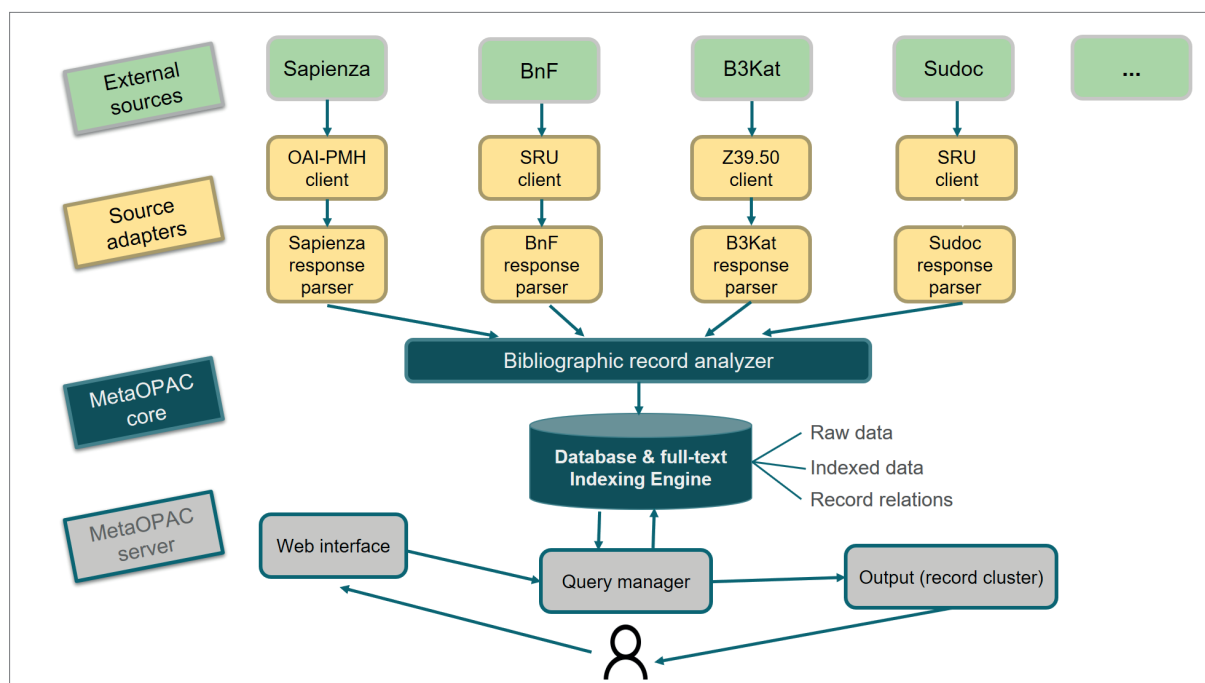 External
sources
Sapienza
BnF
B3Kat
Sudoc
...
OAI-PMH
client
SRU
client
Z39.50
client
SRU
client
Source
adapters
Sapienza
response
parser
BnF
response
parser
B3Kat
response
parser
Sudoc
response
parser
Bibliographic record analyzer
MetaOPAC
core
Database & full-text
Indexing Engine
Raw data
Indexed data
Record relations
MetaOPAC
server
Web interface
Query manager
Output (record cluster)